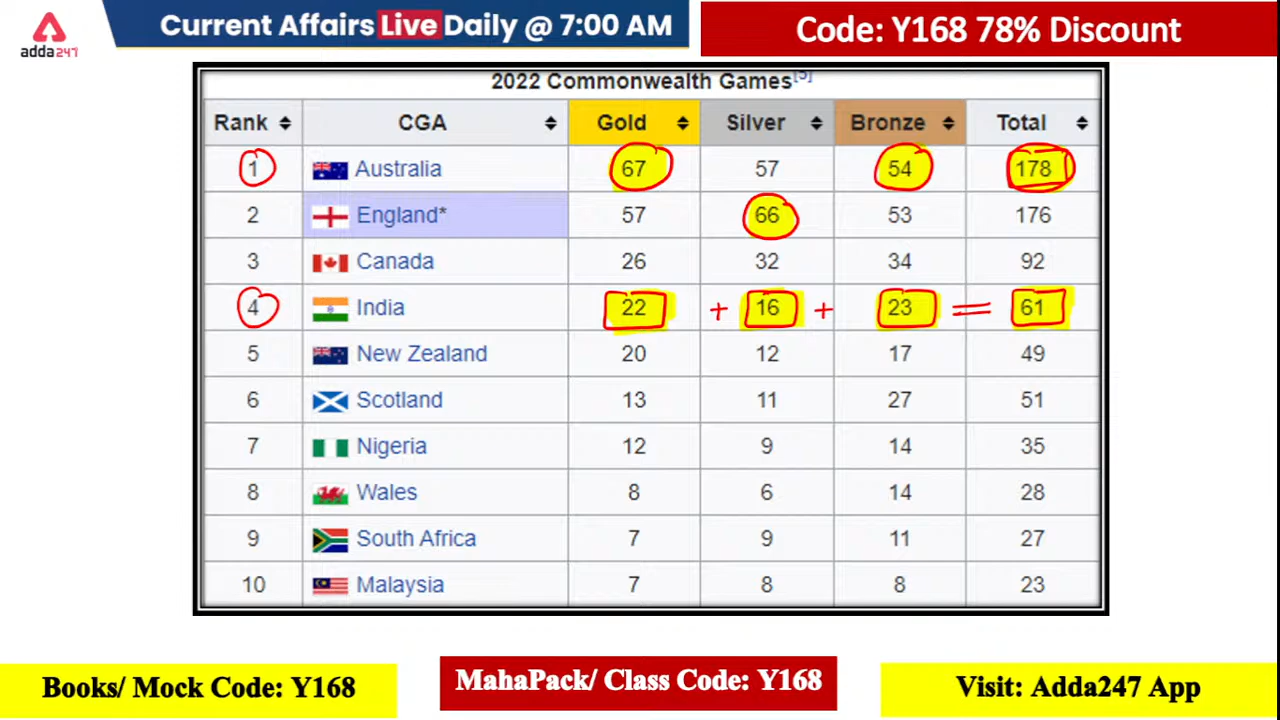 adda247
Current Affairs Live Daily @ 7:00 AM
Code: Y168 78% Discount
2022 Commonwealth Games[5]
Rank CGA Gold Silver Bronze Total
1 Australia 67 57 54 178
2 England* 57 66 53 176
3 Canada 26 32 34 92
4 India 22 + 16 + 23 = 61
5 New Zealand 20 12 17 49
6 Scotland 13 11 27 51
7 Nigeria 12 9 14 35
8 Wales 8 6 14 28
9 South Africa 7 9 11 27
10 Malaysia 7 8 8 23
Books/ Mock Code: Y168
MahaPack/ Class Code: Y168
Visit: Adda247 App